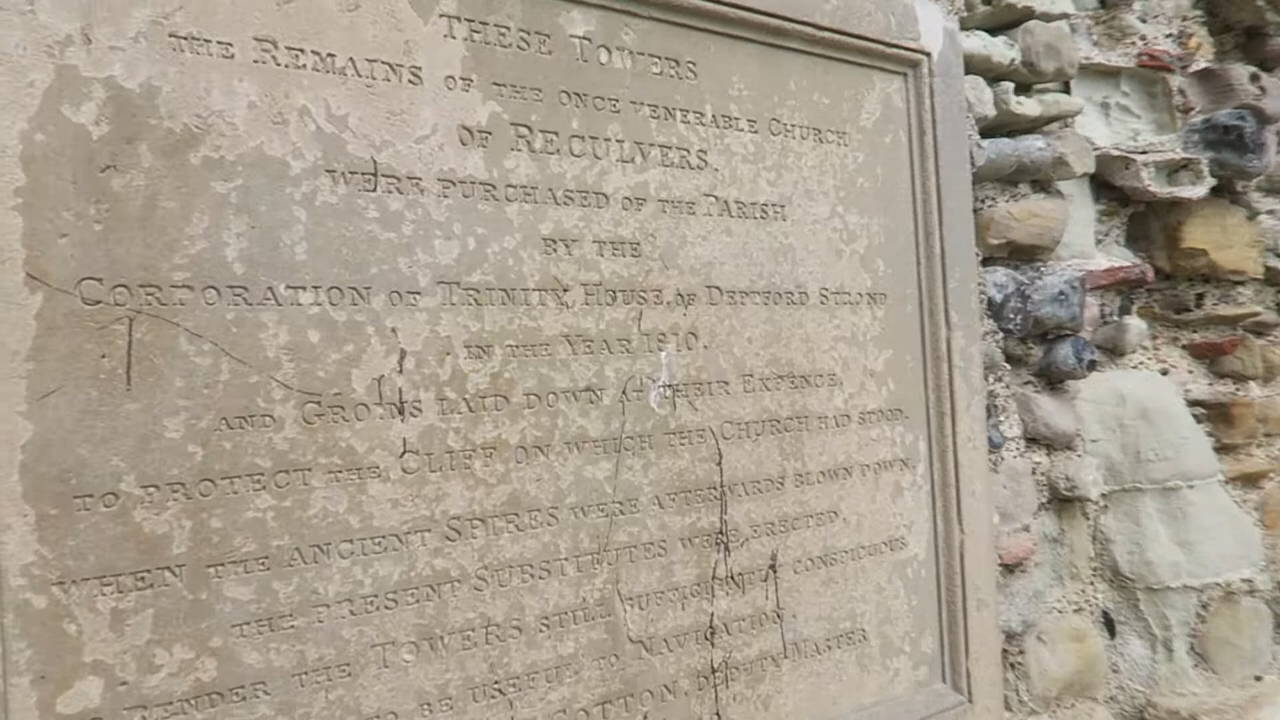 THESE TOWERS
THE REMAINS OF THE ONCE VENERABLE CHURCH
OF RECULVERS.
WERE PURCHASED OF THE PARISH
BY THE
CORPORATION OF TRINITY HOUSE, OF DEPTFORD STROND
IN THE YEAR 1810.
AND GROINS LAID DOWN AT THEIR EXPENCE,
TO PROTECT THE CLIFF ON WHICH THE CHURCH HAD STOOD.
WHEN THE ANCIENT SPIRES WERE AFTERWARDS BLOWN DOWN,
THE PRESENT SUBSTITUTES WERE ERECTED,
RENDER THE TOWERS STILL SUFFICIENTLY CONSPICUOUS
TO BE USEFUL TO NAVIGATION.
COTTON, DEPUTY MASTER